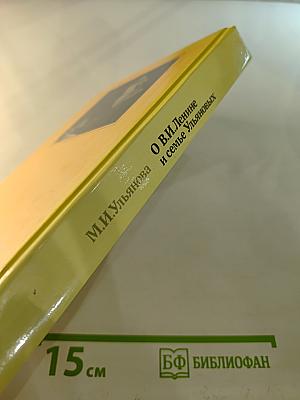 М.И.Ульянова
О В.И.Ленине
и семье Ульяновых
15 см
БФ БИБЛИОФАН